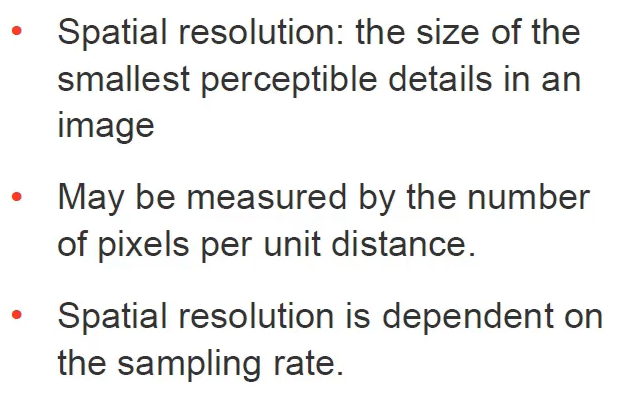 • Spatial resolution: the size of the
smallest perceptible details in an
image
• May be measured by the number
of pixels per unit distance.
• Spatial resolution is dependent on
the sampling rate.